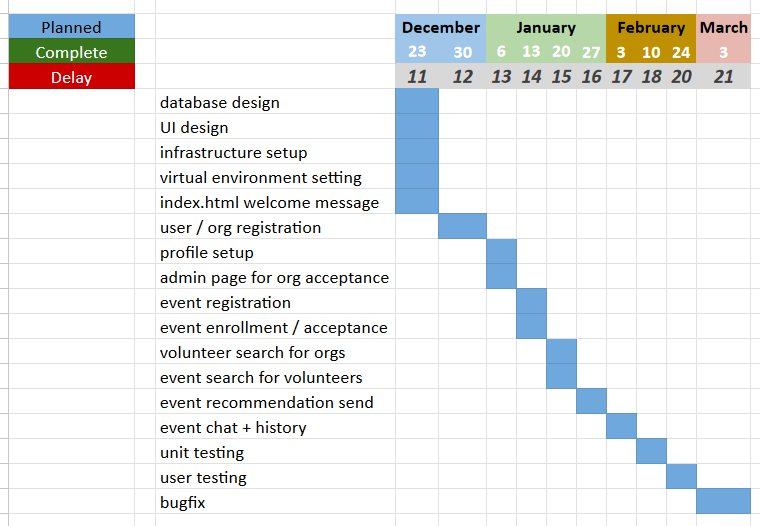 Planned December January February March
Complete 23 30 6 13 20 27 3 10 24 3
Delay 11 12 13 14 15 16 17 18 20 21
database design
UI design
infrastructure setup
virtual environment setting
index.html welcome message
user / org registration
profile setup
admin page for org acceptance
event registration
event enrollment / acceptance
volunteer search for orgs
event search for volunteers
event recommendation send
event chat + history
unit testing
user testing
bugfix